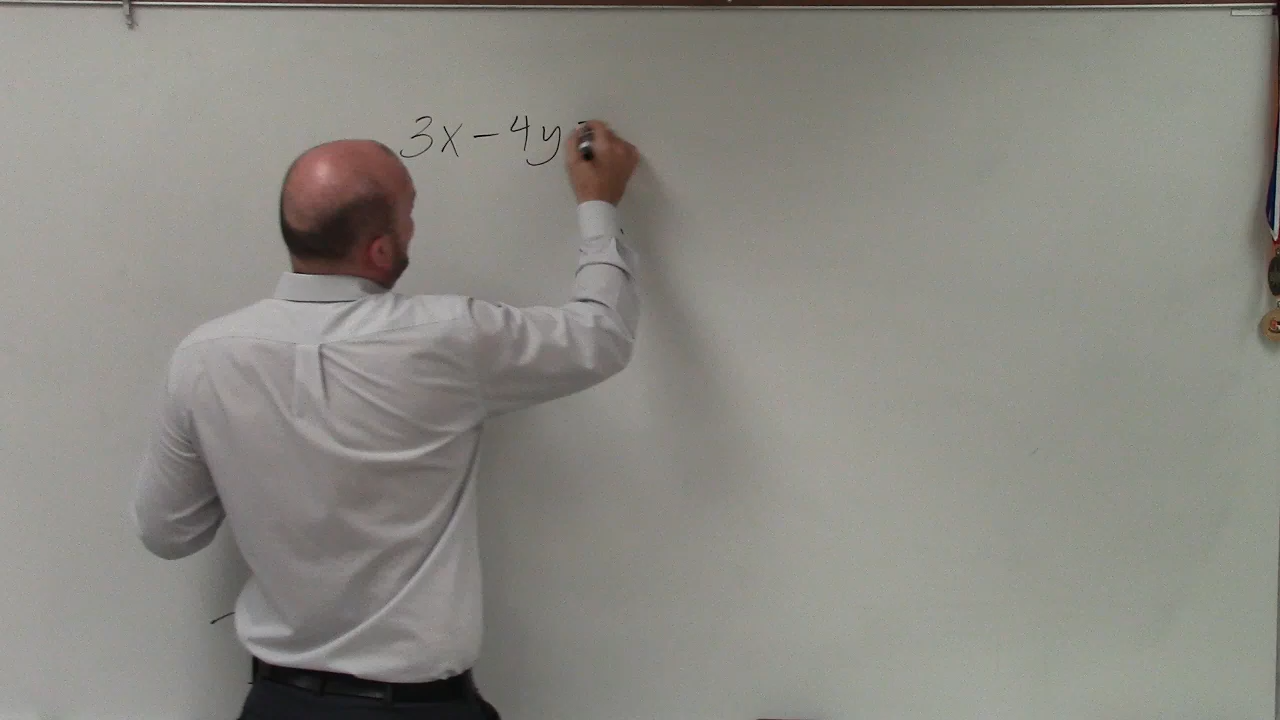 3x - 4y =